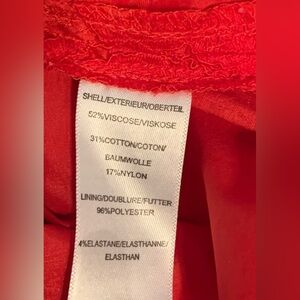 SHELL/EXTERIEUR/OBERTEIL
52%VISCOSE/VISKOSE
31%COTTON/COTON/
BAUMWOLLE
17%NYLON
LINING/DOUBLURE/FUTTER
96%POLYESTER
4%ELASTANE/ELASTHANNE/
ELASTHAN